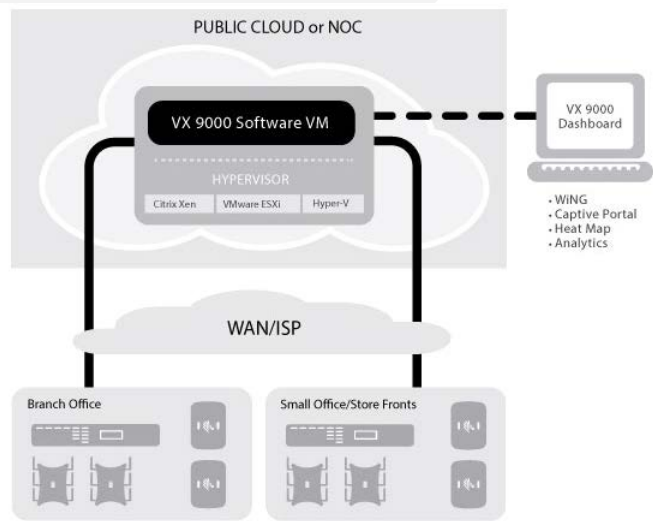 PUBLIC CLOUD or NOC
VX 9000 Software VM
HYPERVISOR
Citrix Xen
VMware ESXi
Hyper-V
VX 9000
Dashboard
• WiNG
• Captive Portal
• Heat Map
• Analytics
WAN/ISP
Branch Office
Small Office/Store Fronts